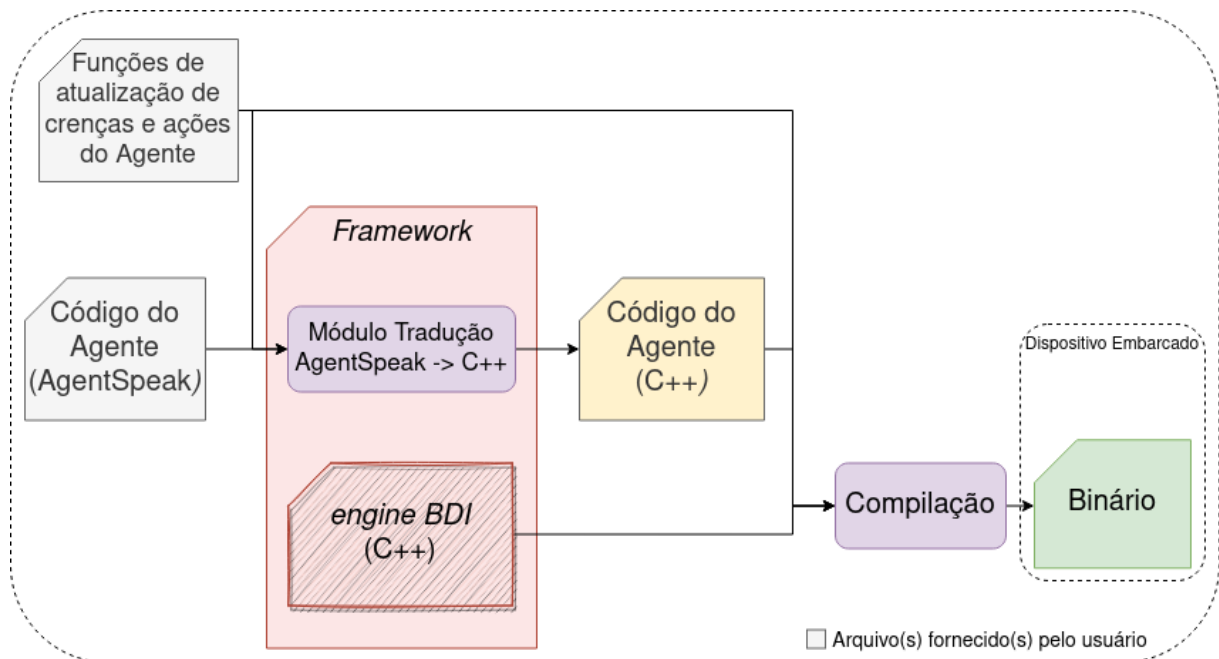 Funções de
atualização de
crenças e ações
do Agente
Framework
Código do
Agente
(AgentSpeak)
Módulo Tradução
AgentSpeak -> C++
Código do
Agente
(C++)
Dispositivo Embarcado
engine BDI
(C++)
Compilação
Binário
Arquivo(s) fornecido(s) pelo usuário